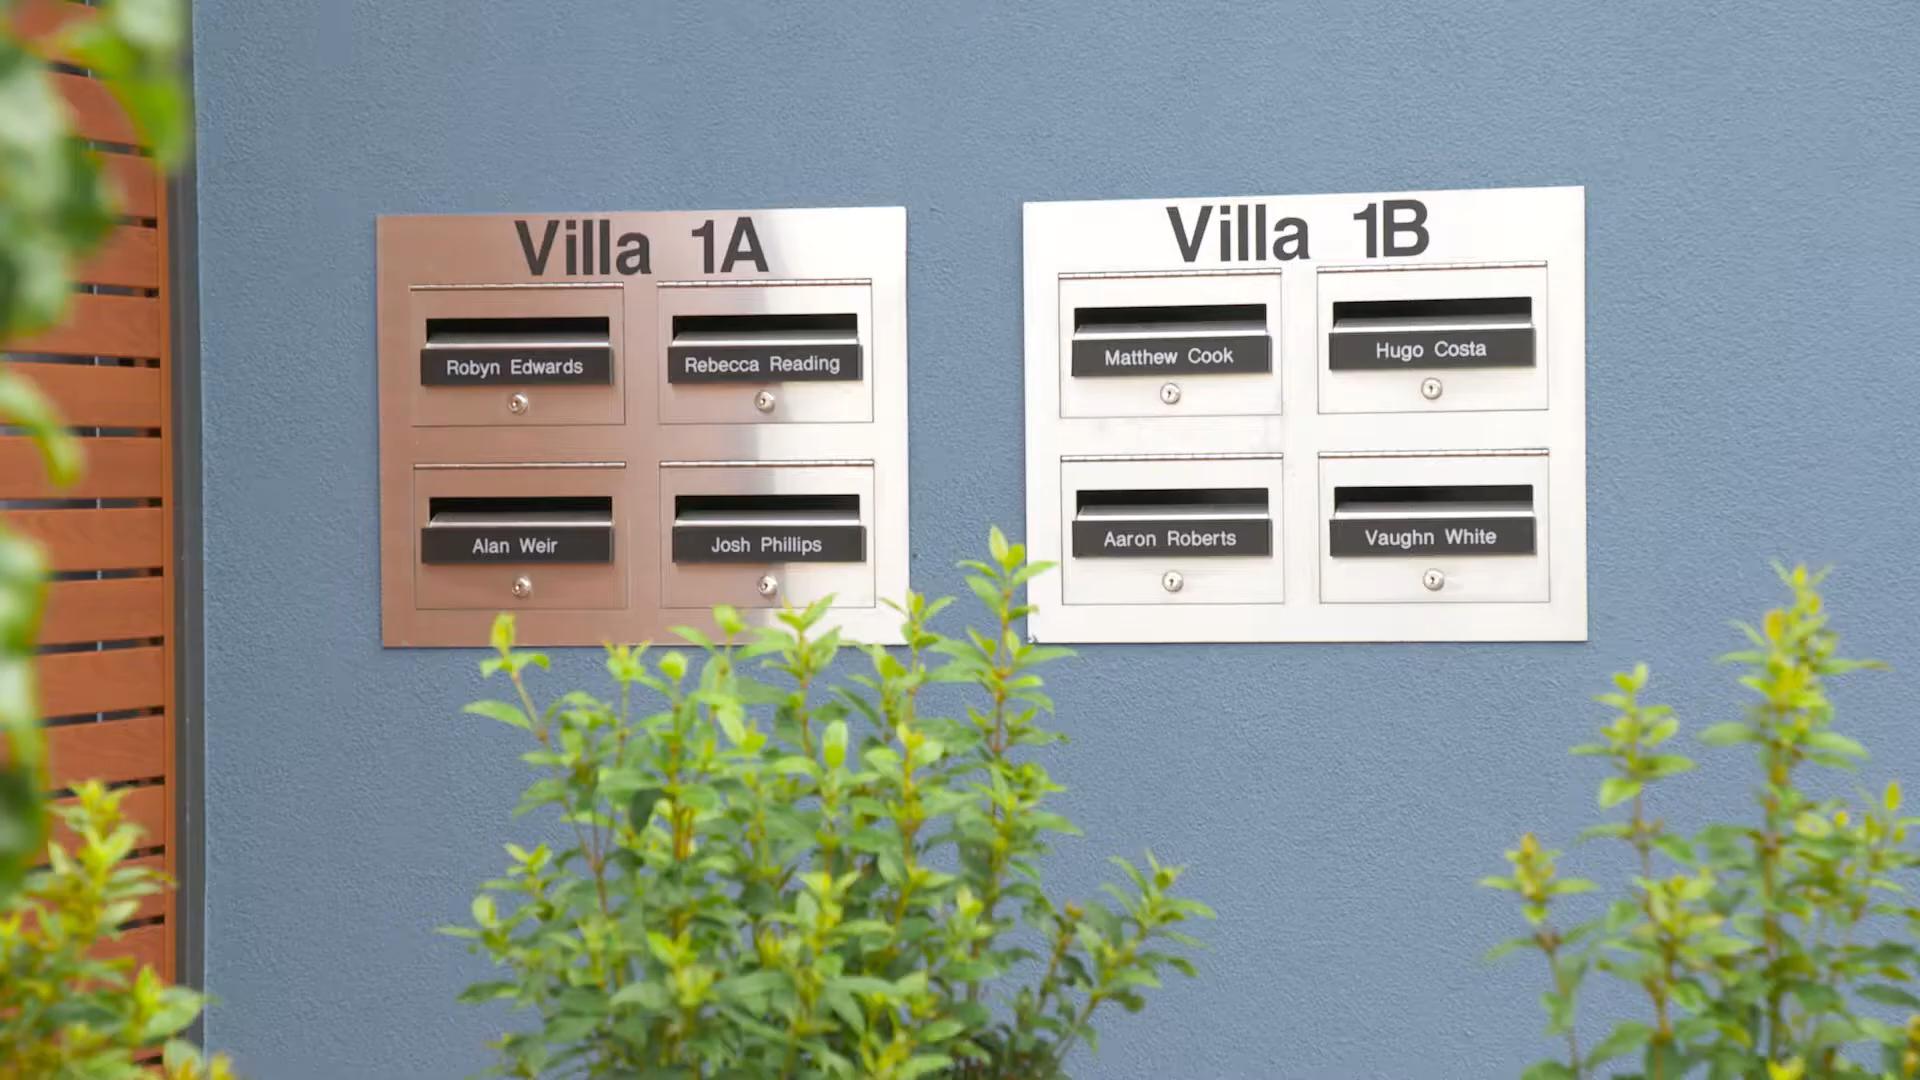 Villa 1A
Robyn Edwards
Rebecca Reading
Alan Weir
Josh Phillips
Villa 1B
Matthew Cook
Hugo Costa
Aaron Roberts
Vaughn White